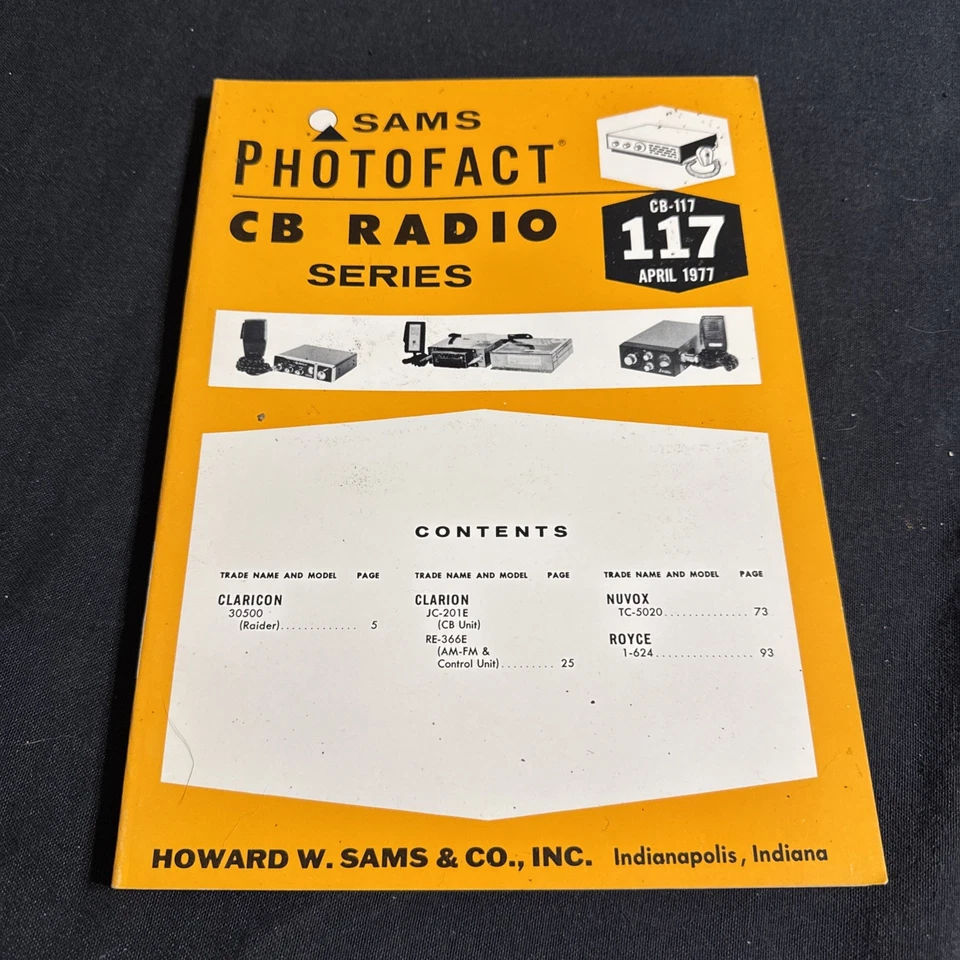 SAMS
PHOTOFACT®
CB RADIO
SERIES
CB-117
117
APRIL 1977
CONTENTS
TRADE NAME AND MODEL PAGE
CLARICON
30500
(Raider)............. 5
TRADE NAME AND MODEL PAGE
CLARION
JC-201E
(CB Unit)
RE-366E
(AM-FM &
Control Unit)......... 25
TRADE NAME AND MODEL PAGE
NUVOX
TC-5020.............. 73
ROYCE
1-624................ 93
HOWARD W. SAMS & CO., INC. Indianapolis, Indiana